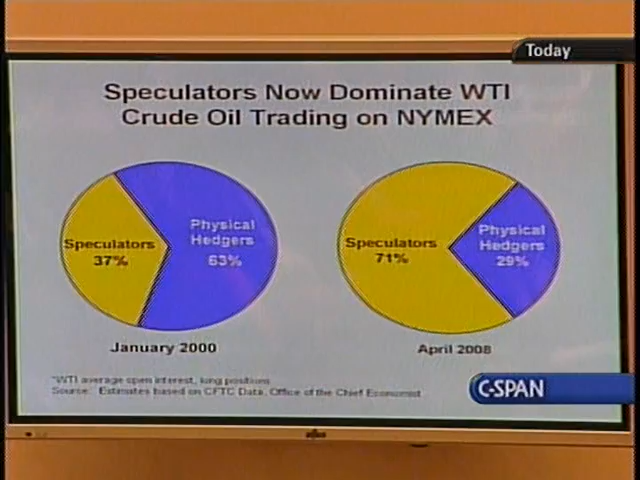 Today
Speculators Now Dominate WTI
Crude Oil Trading on NYMEX
Speculators
37%
Physical
Hedgers
63%
Speculators
71%
Physical
Hedgers
29%
January 2000
April 2008
*WTI average open interest, long positions
Source: Estimates based on CFTC Data, Office of the Chief Economist
C-SPAN